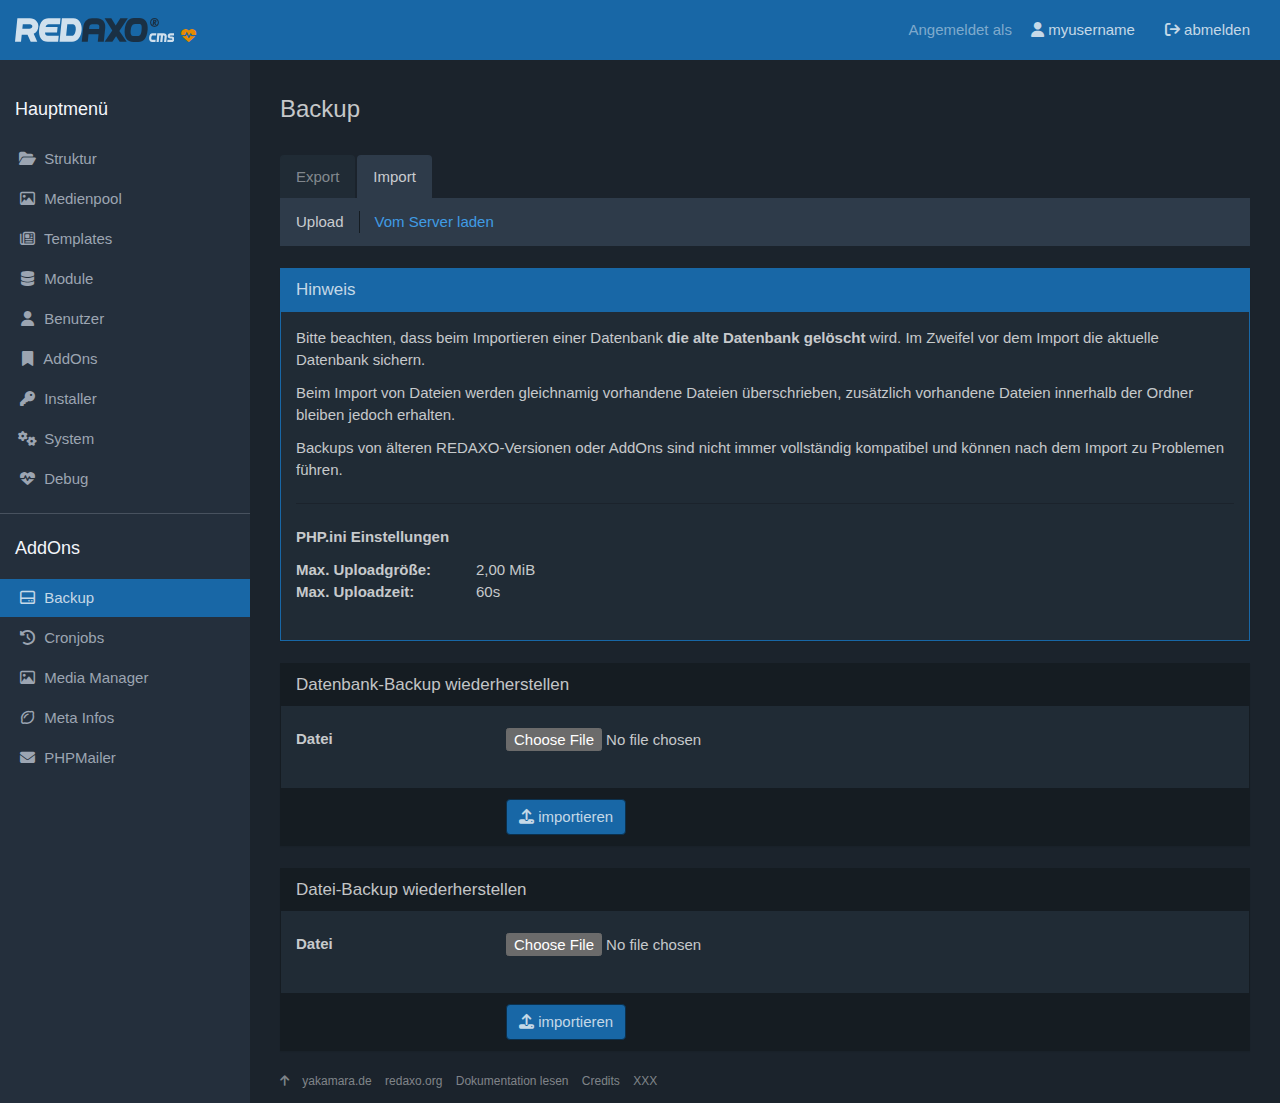 REDAXO® cms
Angemeldet als myusername abmelden
Hauptmenü
Struktur
Medienpool
Templates
Module
Benutzer
AddOns
Installer
System
Debug
AddOns
Backup
Cronjobs
Media Manager
Meta Infos
PHPMailer
Backup
Export Import
Upload Vom Server laden
Hinweis
Bitte beachten, dass beim Importieren einer Datenbank die alte Datenbank gelöscht wird. Im Zweifel vor dem Import die aktuelle
Datenbank sichern.
Beim Import von Dateien werden gleichnamig vorhandene Dateien überschrieben, zusätzlich vorhandene Dateien innerhalb der Ordner
bleiben jedoch erhalten.
Backups von älteren REDAXO-Versionen oder AddOns sind nicht immer vollständig kompatibel und können nach dem Import zu Problemen
führen.
PHP.ini Einstellungen
Max. Uploadgröße: 2,00 MiB
Max. Uploadzeit: 60s
Datenbank-Backup wiederherstellen
Datei Choose File No file chosen
importieren
Datei-Backup wiederherstellen
Datei Choose File No file chosen
importieren
yakamara.de redaxo.org Dokumentation lesen Credits XXX